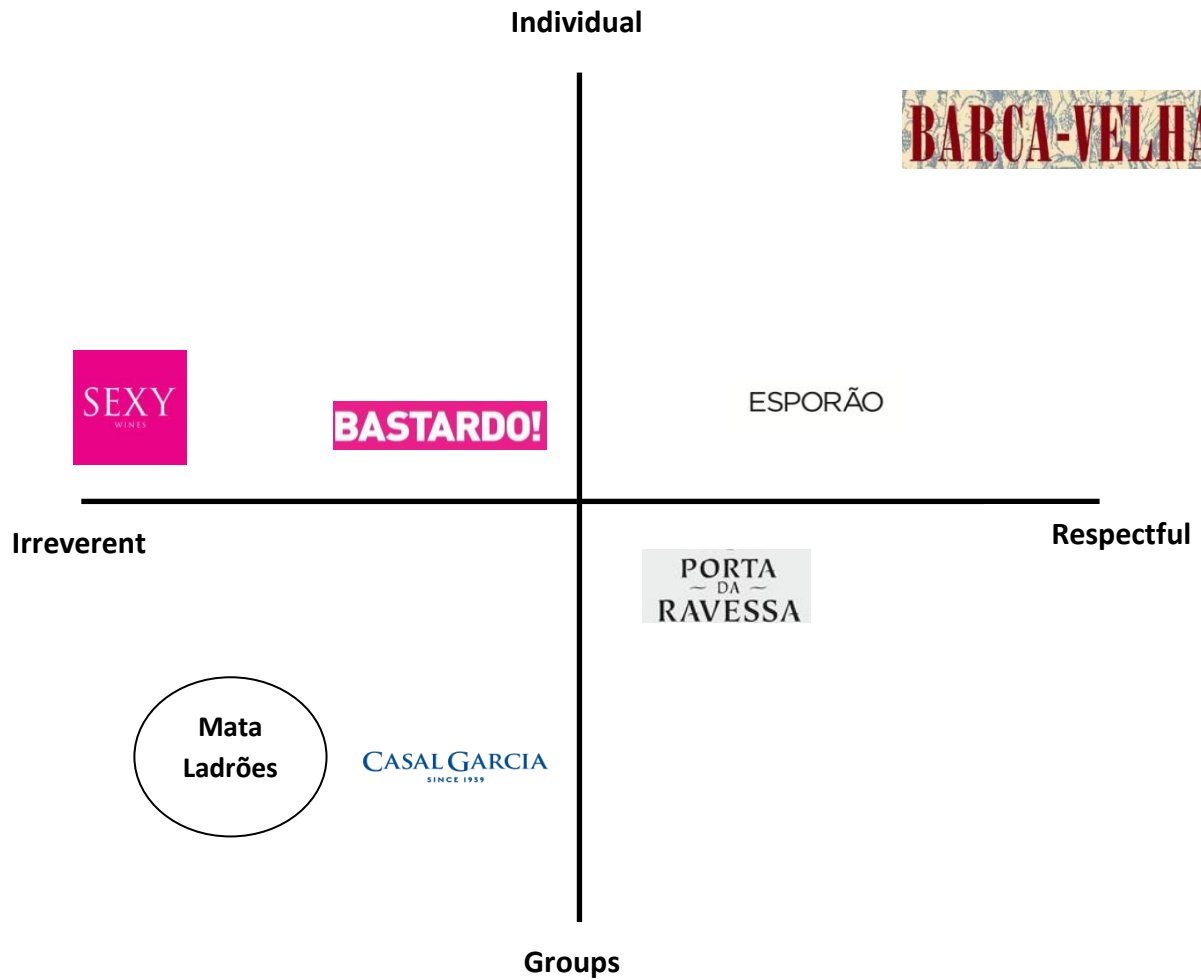 Individual
BARCA-VELHA
SEXY
WINES
BASTARDO!
ESPORÃO
Irreverent
Respectful
PORTA
~ DA ~
RAVESSA
Mata
Ladrões
CASAL GARCIA
SINCE 1939
Groups